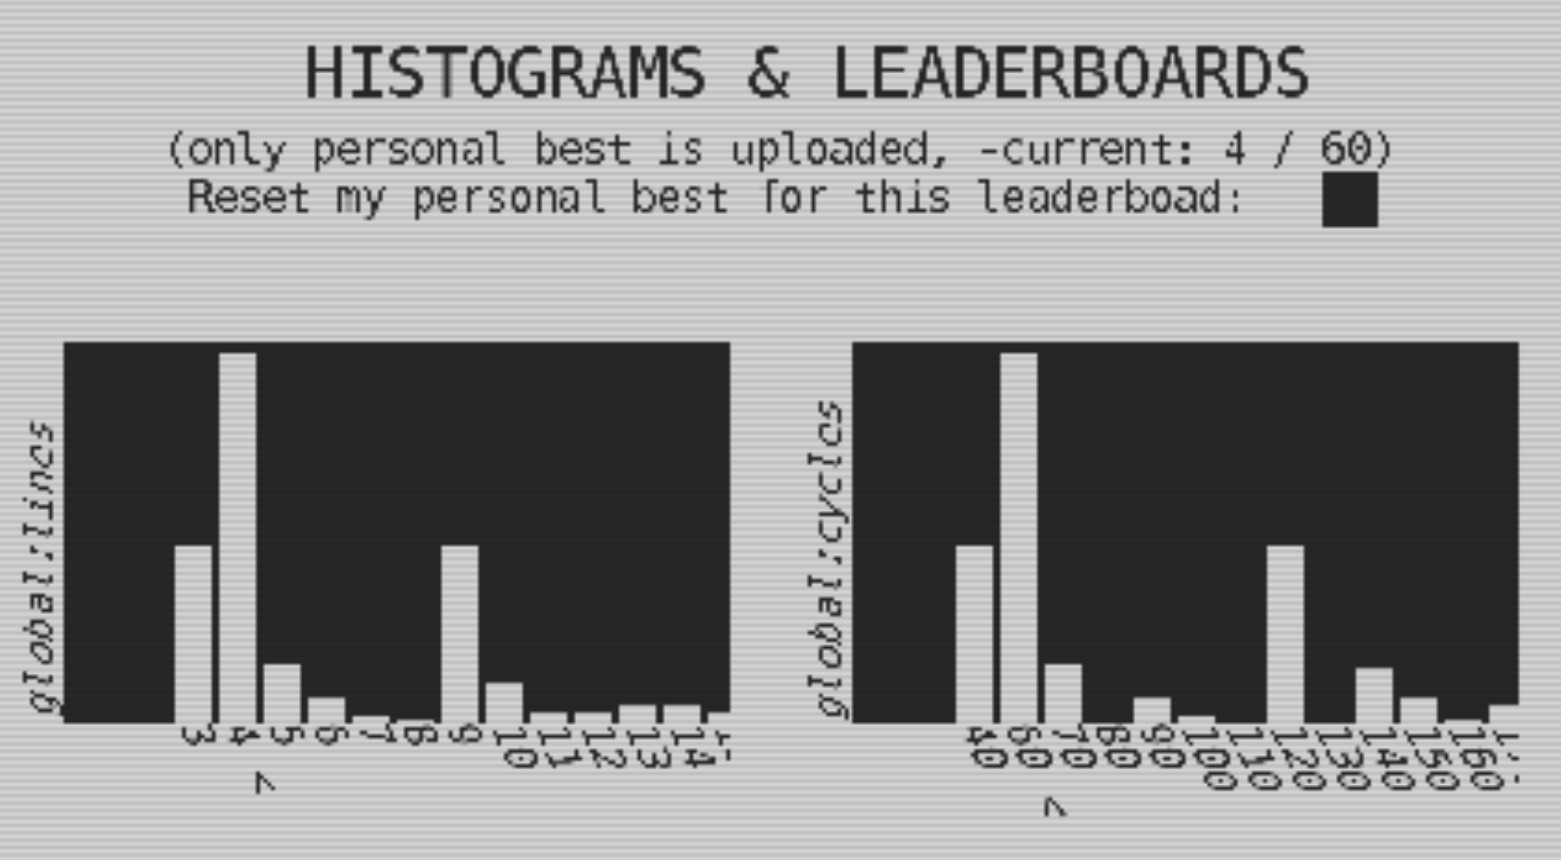 HISTOGRAMS & LEADERBOARDS
(only personal best is uploaded, -current: 4 / 60)
Reset my personal best for this leaderboad:
global:lines
3 4 5 6 7 8 9 10 11 12 13 14
<
global:cycles
40 60 70 80 90 100 110 120 130 140 150 160
<